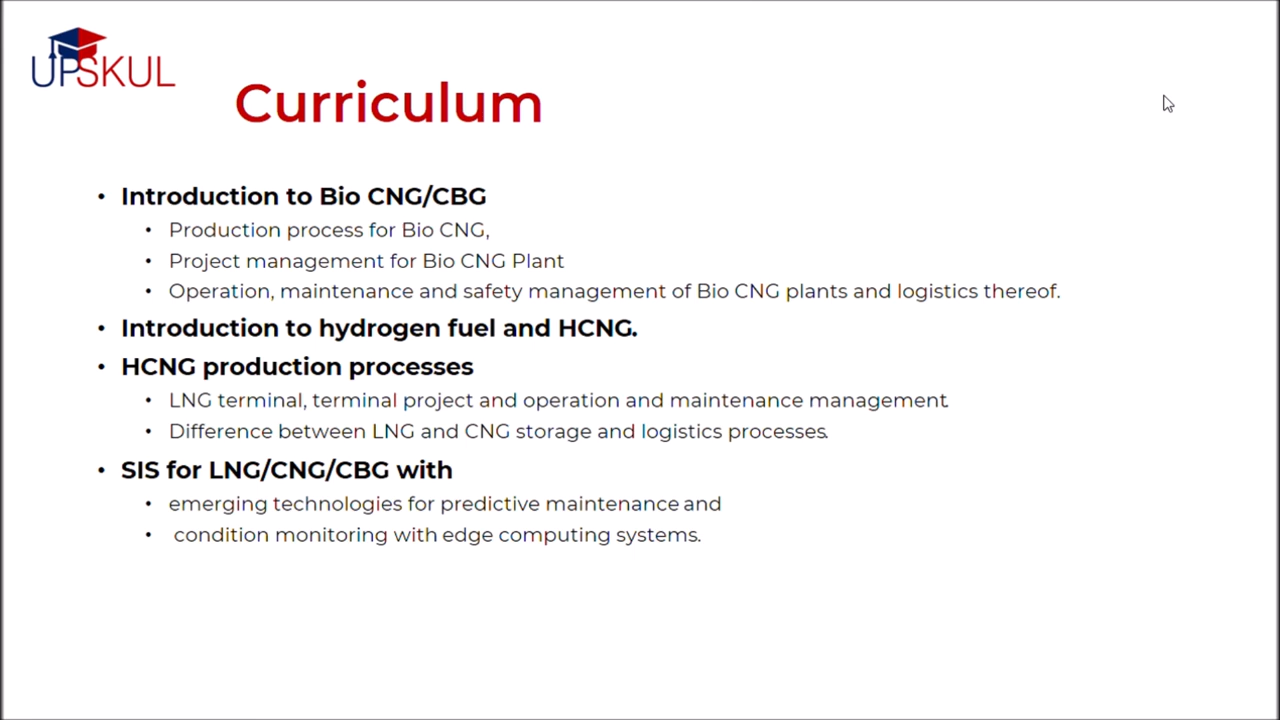 UPSKUL
Curriculum
• Introduction to Bio CNG/CBG
• Production process for Bio CNG,
• Project management for Bio CNG Plant
• Operation, maintenance and safety management of Bio CNG plants and logistics thereof.
• Introduction to hydrogen fuel and HCNG.
• HCNG production processes
• LNG terminal, terminal project and operation and maintenance management.
• Difference between LNG and CNG storage and logistics processes.
• SIS for LNG/CNG/CBG with
• emerging technologies for predictive maintenance and
• condition monitoring with edge computing systems.